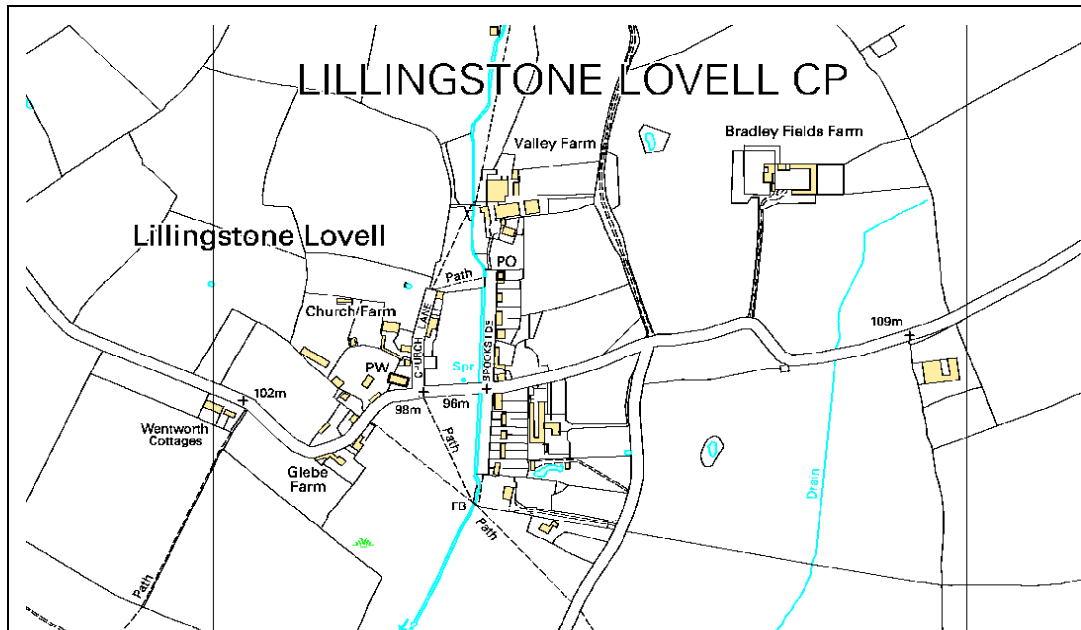 LILLINGSTONE LOVELL CP
Valley Farm
Bradley Fields Farm
Lillingstone Lovell
PO
Path
Church Farm
CHURCH LANE
BROOKSIDE
109m
PW
Spr
102m
98m
96m
Wentworth
Cottages
Path
Glebe
Farm
Drain
FB
Path
Path